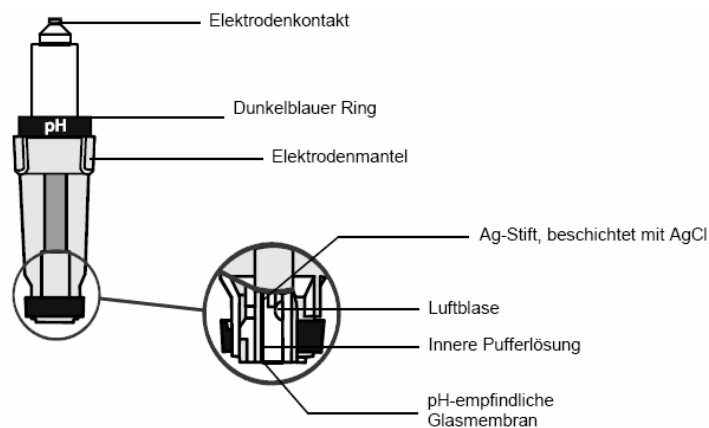 Elektrodenkontakt
Dunkelblauer Ring
pH
Elektrodenmantel
Ag-Stift, beschichtet mit AgCl
Luftblase
Innere Pufferlösung
pH-empfindliche
Glasmembran